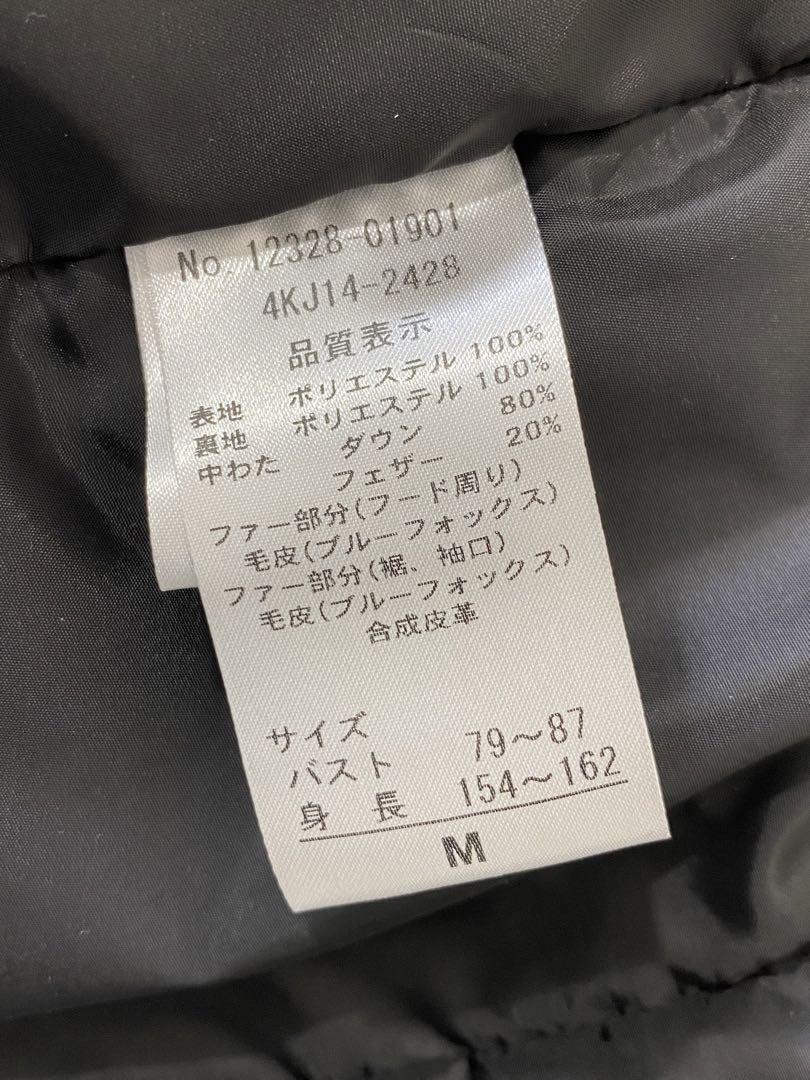 No. 12328-01901
4KJ14-2428
品質表示
表地 ポリエステル 100%
裏地 ポリエステル 100%
中わた ダウン 80%
フェザー 20%
ファー部分(フード周り)
毛皮(ブルーフォックス)
ファー部分(裾、袖口)
毛皮(ブルーフォックス)
合成皮革
サイズ
バスト 79～87
身 長 154～162
M